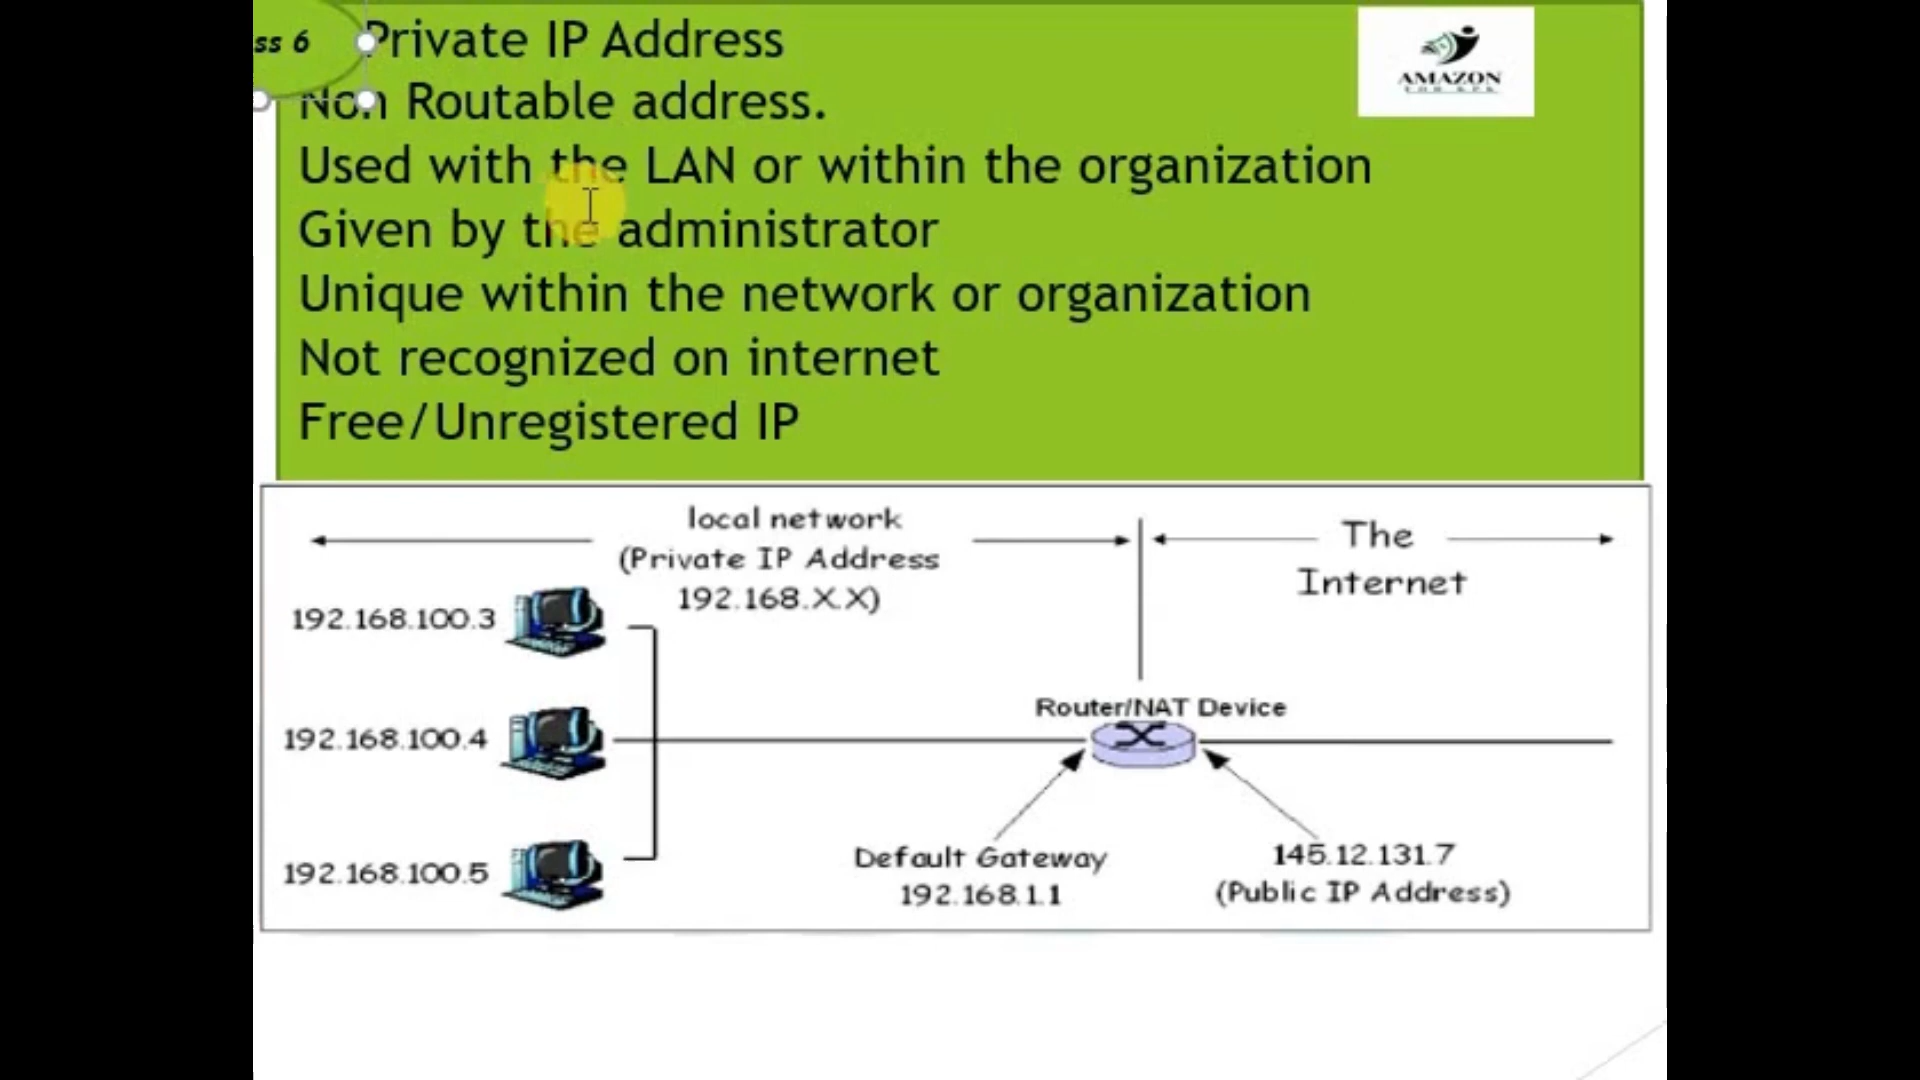 ss 6
Private IP Address
Non Routable address.
Used with the LAN or within the organization
Given by the administrator
Unique within the network or organization
Not recognized on internet
Free/Unregistered IP
AMAZON
local network
(Private IP Address
192.168.X.X)
The
Internet
192.168.100.3
192.168.100.4
192.168.100.5
Router/NAT Device
Default Gateway
192.168.1.1
145.12.131.7
(Public IP Address)